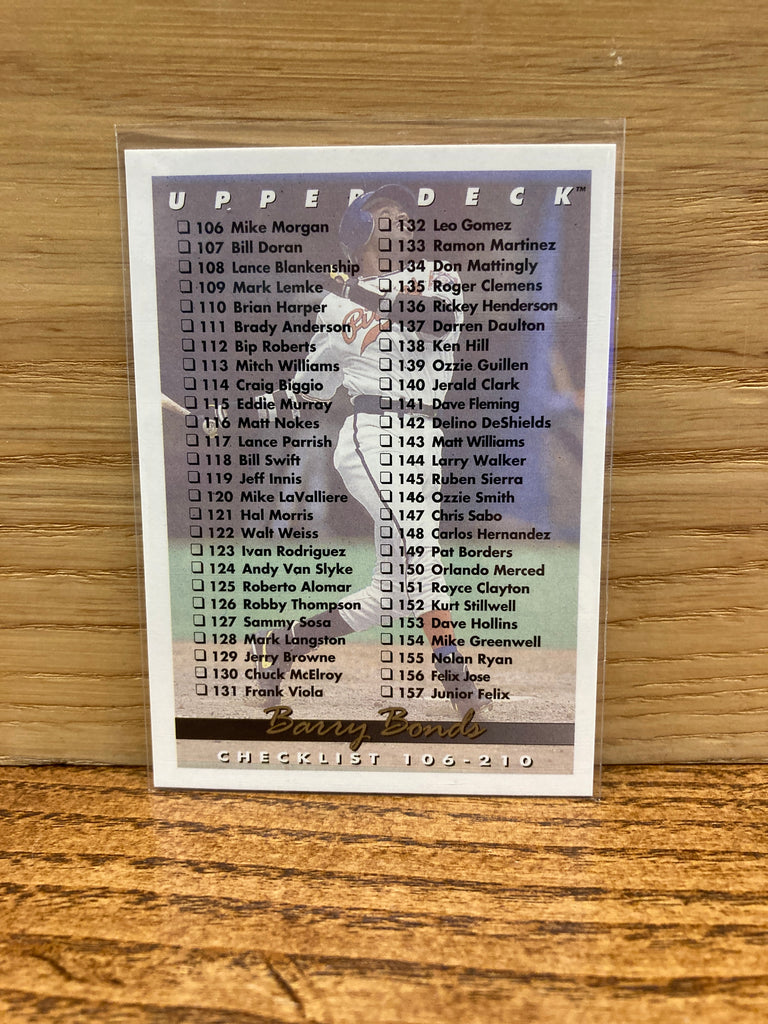 UPPER DECK™
❑ 106 Mike Morgan
❑ 107 Bill Doran
❑ 108 Lance Blankenship
❑ 109 Mark Lemke
❑ 110 Brian Harper
❑ 111 Brady Anderson
❑ 112 Bip Roberts
❑ 113 Mitch Williams
❑ 114 Craig Biggio
❑ 115 Eddie Murray
❑ 116 Matt Nokes
❑ 117 Lance Parrish
❑ 118 Bill Swift
❑ 119 Jeff Innis
❑ 120 Mike LaValliere
❑ 121 Hal Morris
❑ 122 Walt Weiss
❑ 123 Ivan Rodriguez
❑ 124 Andy Van Slyke
❑ 125 Roberto Alomar
❑ 126 Robby Thompson
❑ 127 Sammy Sosa
❑ 128 Mark Langston
❑ 129 Jerry Browne
❑ 130 Chuck McElroy
❑ 131 Frank Viola
❑ 132 Leo Gomez
❑ 133 Ramon Martinez
❑ 134 Don Mattingly
❑ 135 Roger Clemens
❑ 136 Rickey Henderson
❑ 137 Darren Daulton
❑ 138 Ken Hill
❑ 139 Ozzie Guillen
❑ 140 Jerald Clark
❑ 141 Dave Fleming
❑ 142 Delino DeShields
❑ 143 Matt Williams
❑ 144 Larry Walker
❑ 145 Ruben Sierra
❑ 146 Ozzie Smith
❑ 147 Chris Sabo
❑ 148 Carlos Hernandez
❑ 149 Pat Borders
❑ 150 Orlando Merced
❑ 151 Royce Clayton
❑ 152 Kurt Stillwell
❑ 153 Dave Hollins
❑ 154 Mike Greenwell
❑ 155 Nolan Ryan
❑ 156 Felix Jose
❑ 157 Junior Felix
Barry Bonds
CHECKLIST 106-210